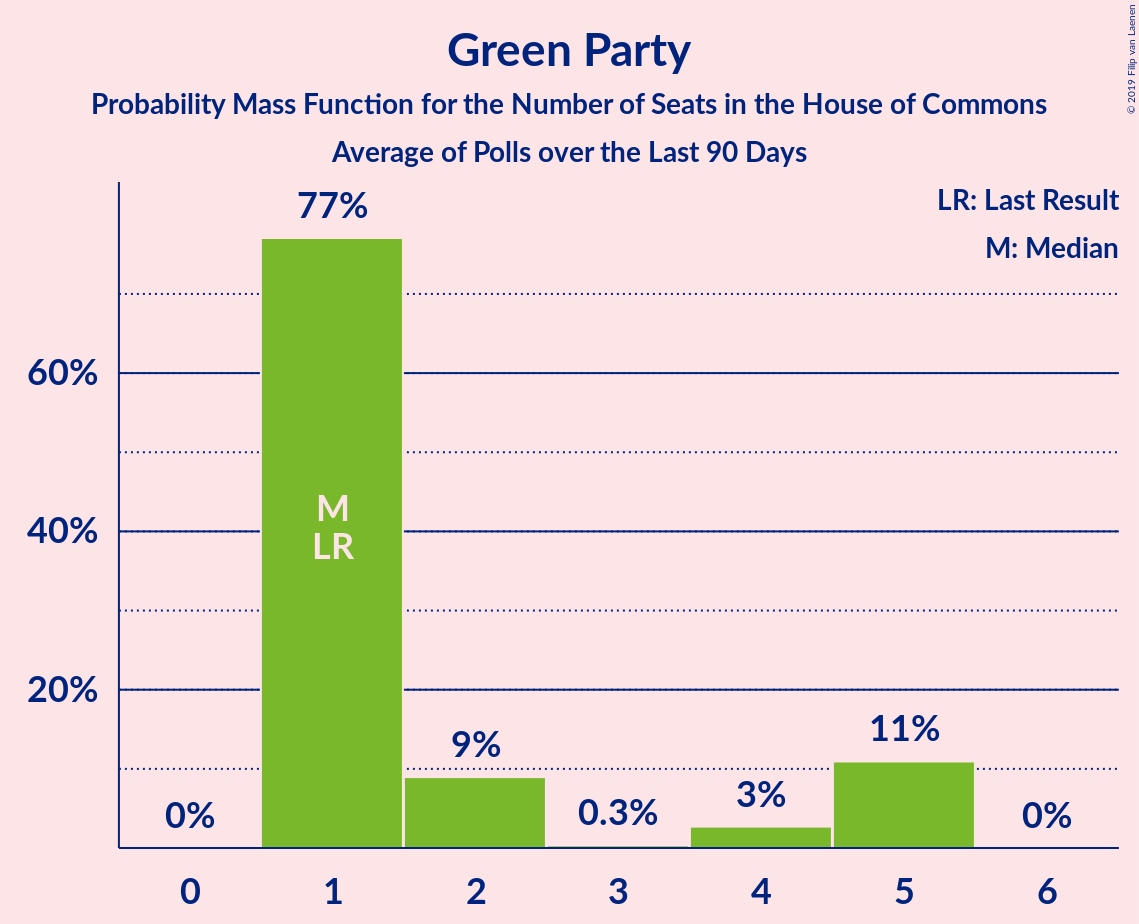 Green Party
Probability Mass Function for the Number of Seats in the House of Commons
Average of Polls over the Last 90 Days
© 2019 Filip van Laenen
LR: Last Result
M: Median
77%
60%
M
40%
LR
20%
11%
9%
3%
0.3%
0%
0%
0 1 2 3 4 5 6